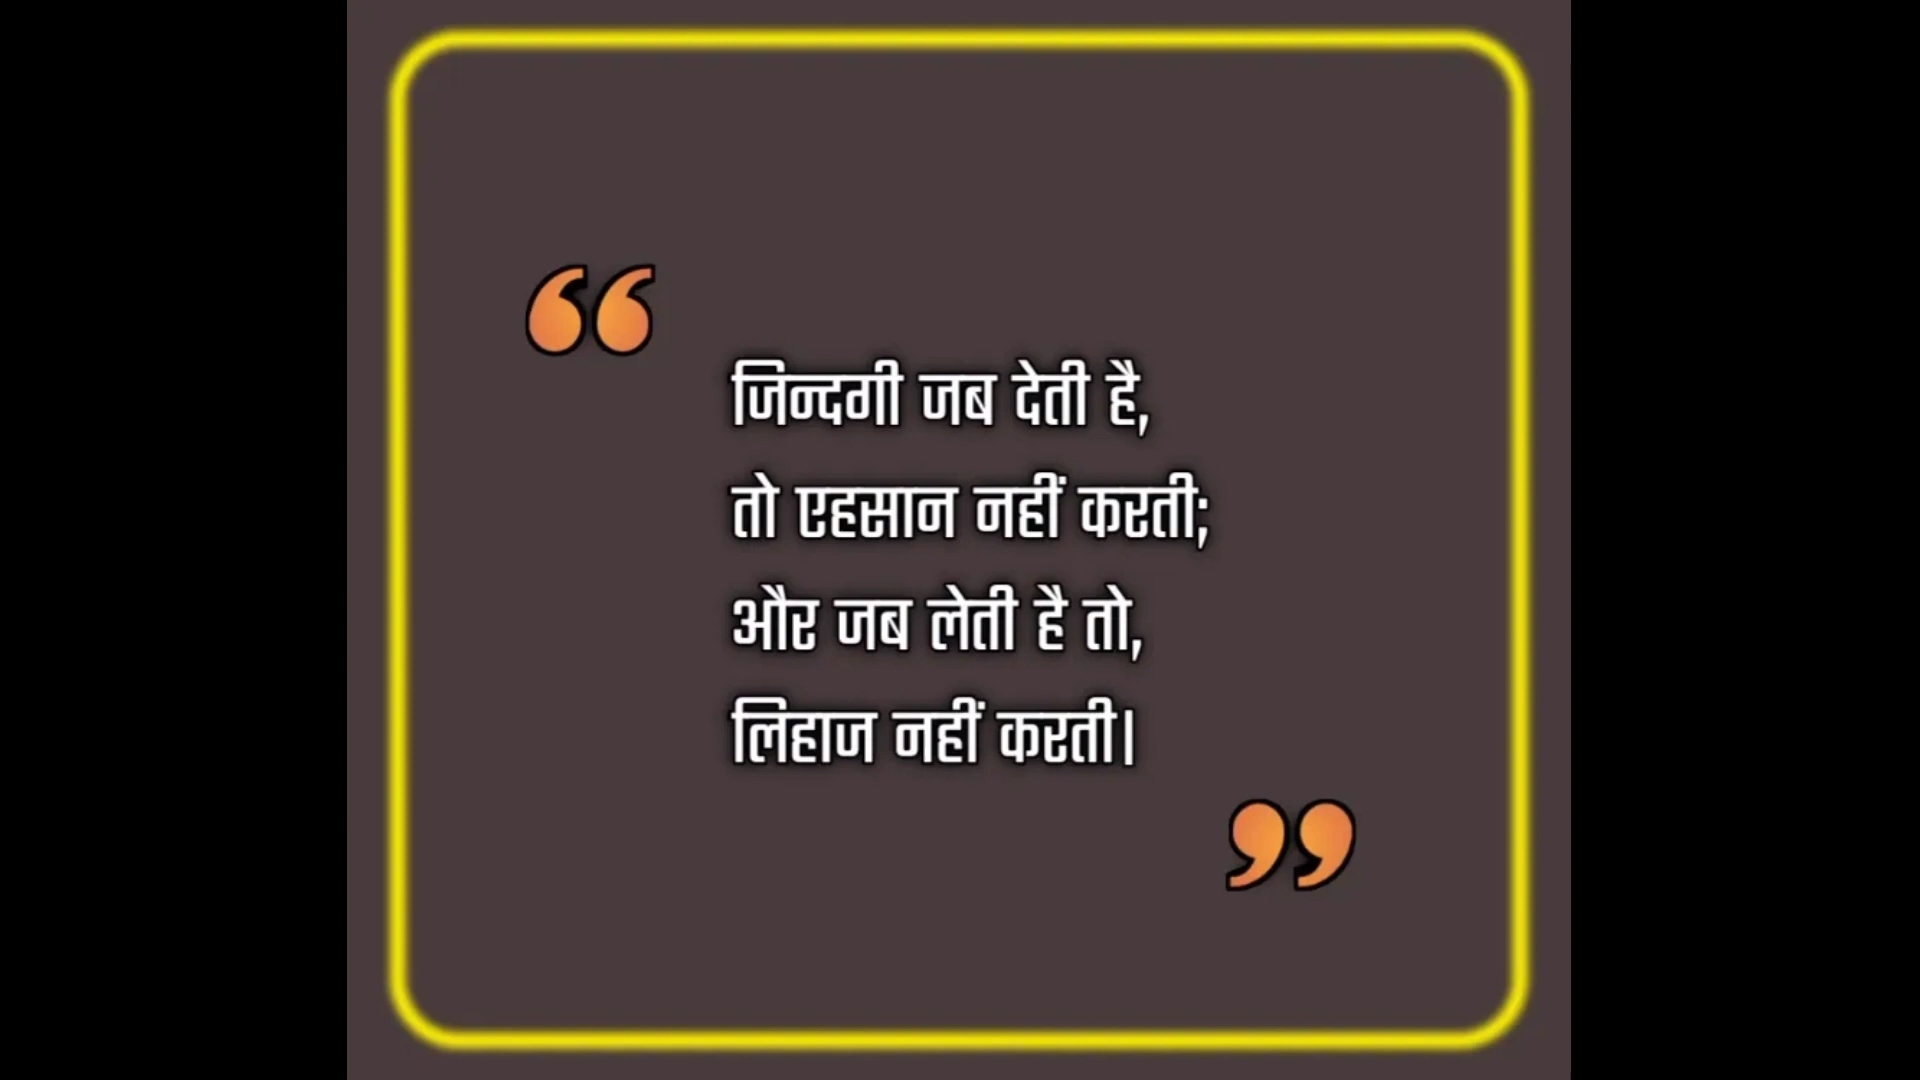 “
जिन्दगी जब देती है,
तो एहसान नहीं करती;
और जब लेती है तो,
लिहाज नहीं करती।
”